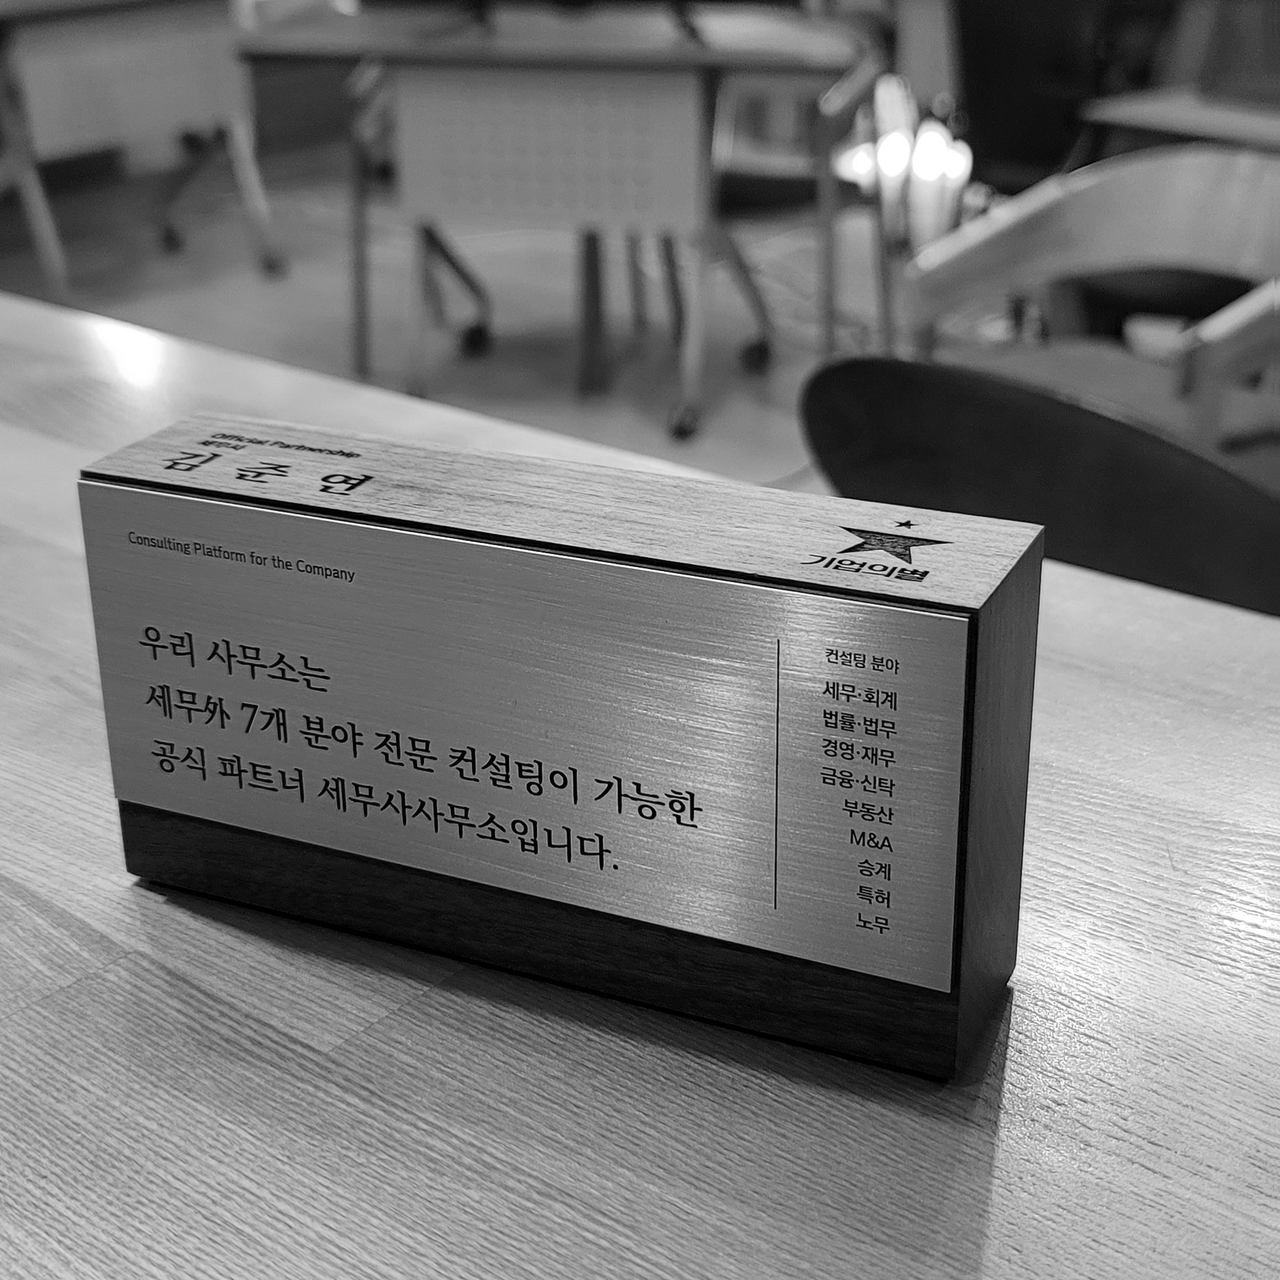 Official Partnership
세무사
김준연
기업의별
Consulting Platform for the Company
우리 사무소는
세무外 7개 분야 전문 컨설팅이 가능한
공식 파트너 세무사사무소입니다.
컨설팅 분야
세무·회계
법률·법무
경영·재무
금융·신탁
부동산
M&A
승계
특허
노무